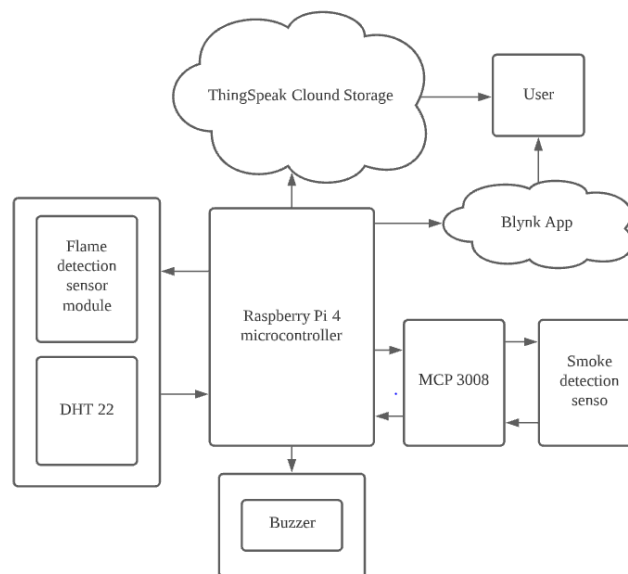 ThingSpeak Clound Storage
User
Blynk App
Flame
detection
sensor
module
Raspberry Pi 4
microcontroller
DHT 22
MCP 3008
Smoke
detection
senso
Buzzer